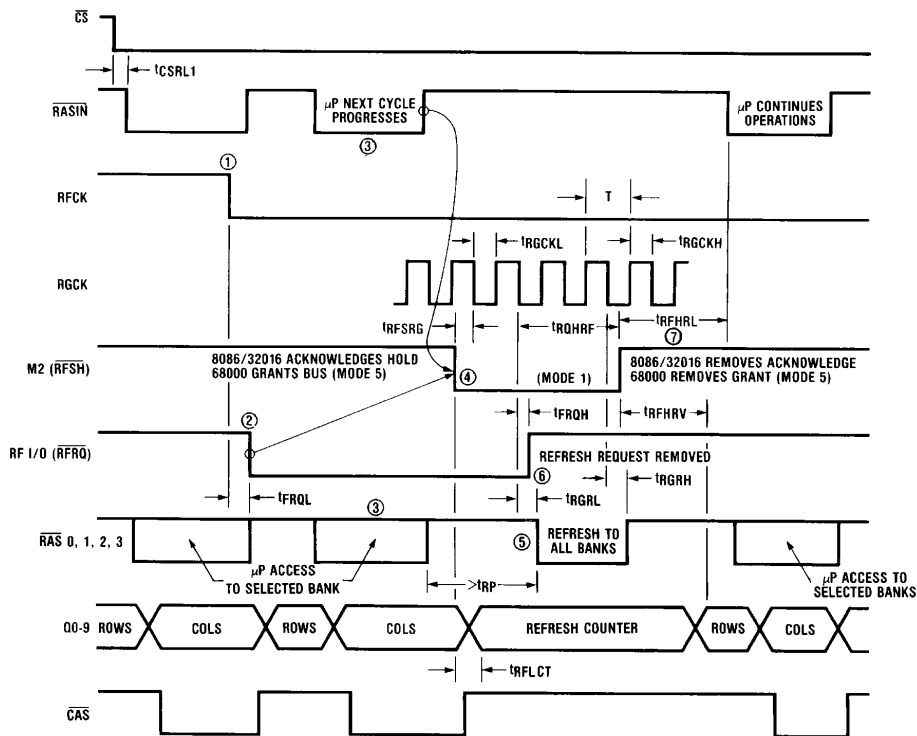 CS
tCSRL1
RASIN
µP NEXT CYCLE
PROGRESSES
③
µP CONTINUES
OPERATIONS
①
RFCK
T
tRGCKL
tRGCKH
RGCK
tRFSRG
tRQHRF
tRFHRL
⑦
M2 (RFSH)
8086/32016 ACKNOWLEDGES HOLD
68000 GRANTS BUS (MODE 5)
④
(MODE 1)
8086/32016 REMOVES ACKNOWLEDGE
68000 REMOVES GRANT (MODE 5)
②
tFRQH
tRFHRV
RF I/O (RFRQ)
REFRESH REQUEST REMOVED
⑥
tFRQL
③
tRGRL
tRGRH
RAS 0, 1, 2, 3
⑤
REFRESH TO
ALL BANKS
µP ACCESS
TO SELECTED BANK
>tRP
µP ACCESS TO
SELECTED BANKS
Q0-9
ROWS
COLS
ROWS
COLS
REFRESH COUNTER
ROWS
COLS
tRFLCT
CAS